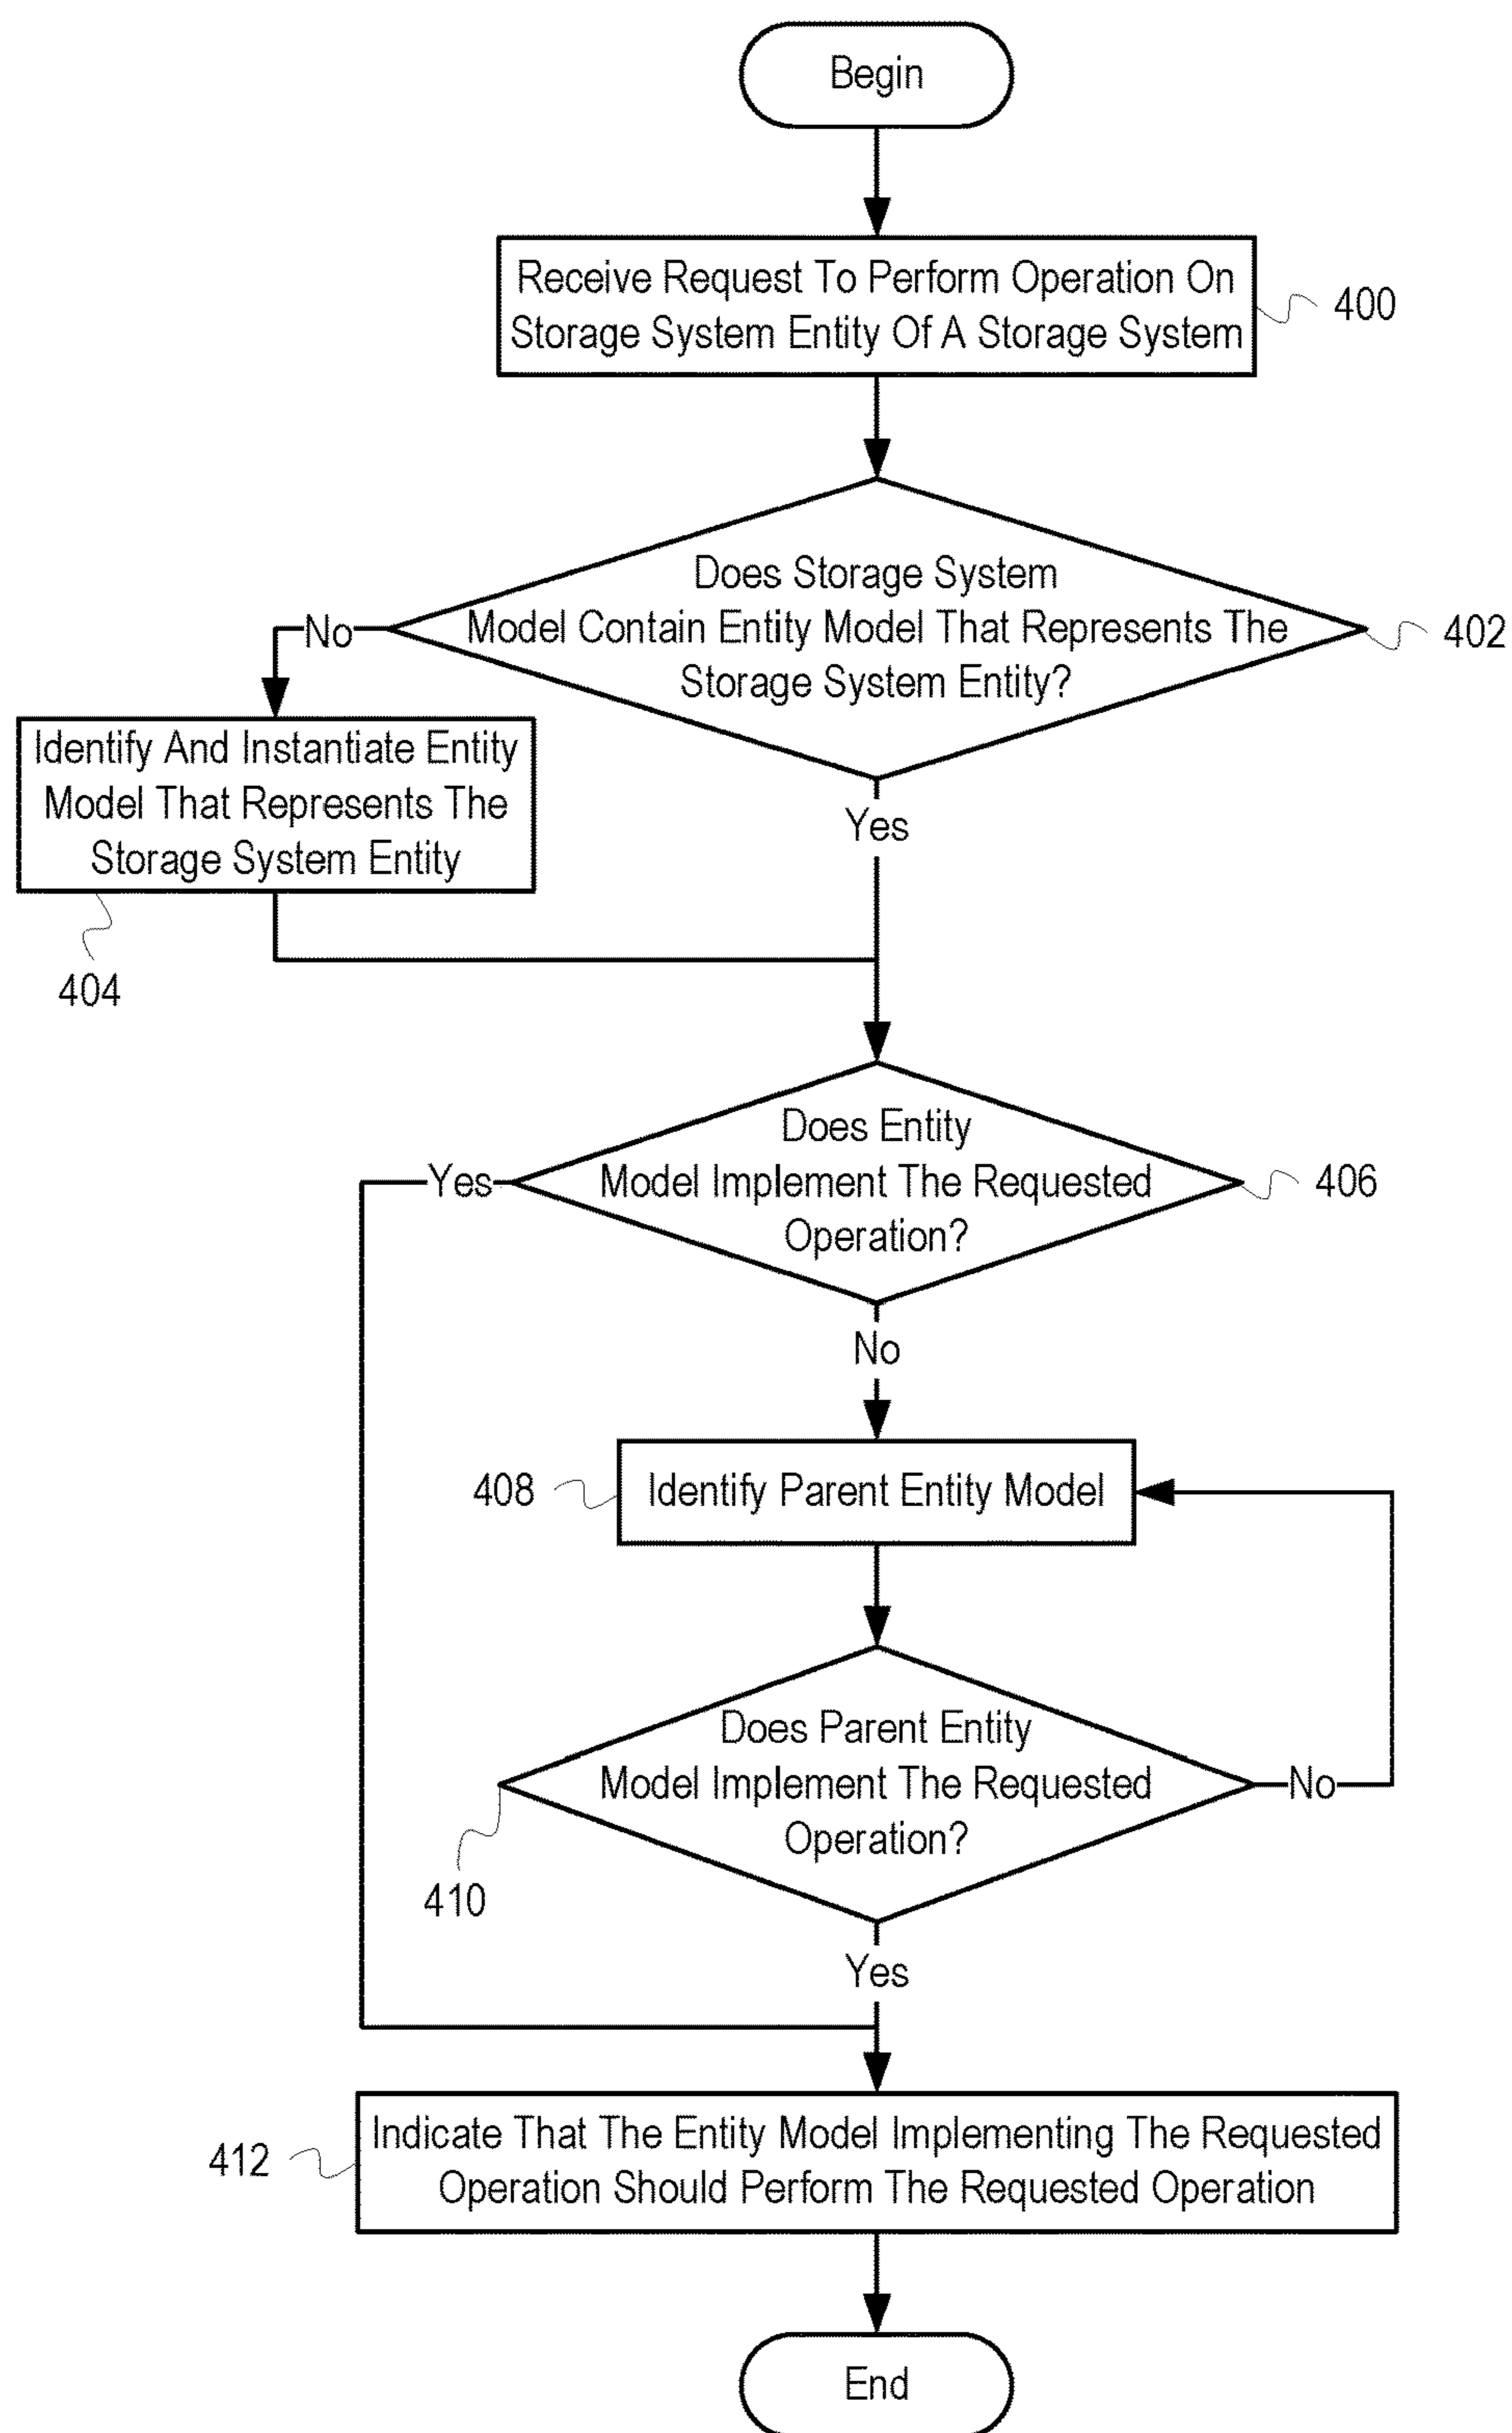 Begin
Receive Request To Perform Operation On
Storage System Entity Of A Storage System
400
Does Storage System
Model Contain Entity Model That Represents The
Storage System Entity?
402
No
Identify And Instantiate Entity
Model That Represents The
Storage System Entity
404
Yes
Does Entity
Model Implement The Requested
Operation?
406
Yes
No
408
Identify Parent Entity Model
Does Parent Entity
Model Implement The Requested
Operation?
No
410
Yes
412
Indicate That The Entity Model Implementing The Requested
Operation Should Perform The Requested Operation
End